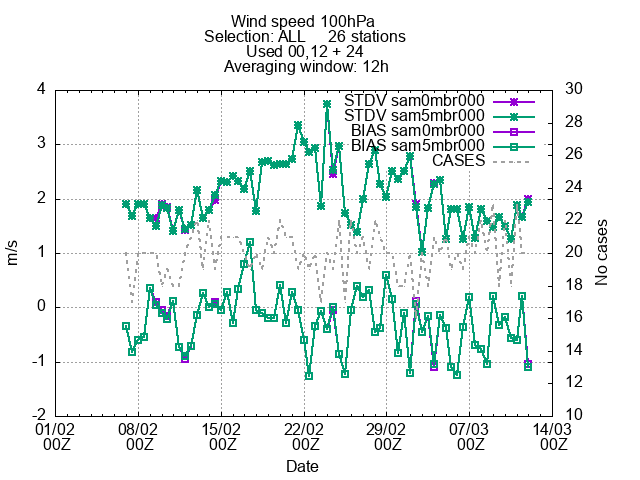 Wind speed 100hPa
Selection: ALL 26 stations
Used 00,12 + 24
Averaging window: 12h
STDV sam0mbr000
STDV sam5mbr000
BIAS sam0mbr000
BIAS sam5mbr000
CASES
4
3
2
1
0
-1
-2
m/s
30
28
26
24
22
20
18
16
14
12
10
No cases
01/02 08/02 15/02 22/02 29/02 07/03 14/03
00Z 00Z 00Z 00Z 00Z 00Z 00Z
Date